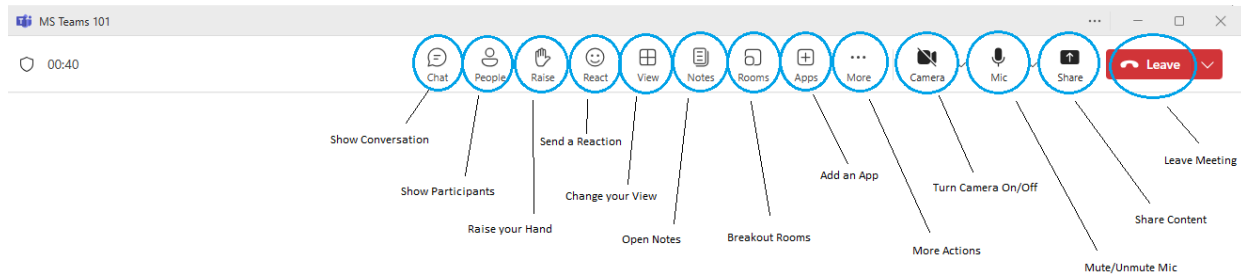 MS Teams 101
00:40
Chat People Raise React View Notes Rooms Apps More Camera Mic Share Leave
Show Conversation
Send a Reaction
Leave Meeting
Add an App
Show Participants
Change your View
Turn Camera On/Off
Raise your Hand
Open Notes
Breakout Rooms
Share Content
More Actions
Mute/Unmute Mic